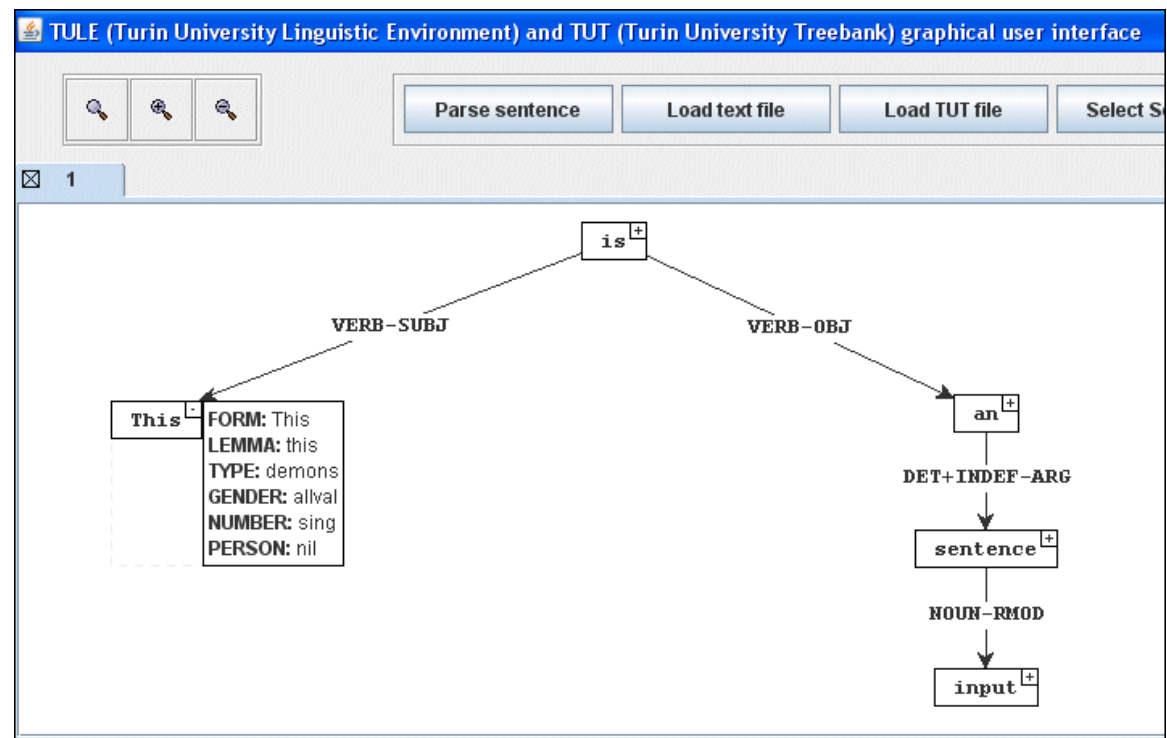 TULE (Turin University Linguistic Environment) and TUT (Turin University Treebank) graphical user interface
Parse sentence
Load text file
Load TUT file
Select S
1
is
VERB-SUBJ
VERB-OBJ
This
FORM: This
LEMMA: this
TYPE: demons
GENDER: allval
NUMBER: sing
PERSON: nil
an
DET+INDEF-ARG
sentence
NOUN-RMOD
input